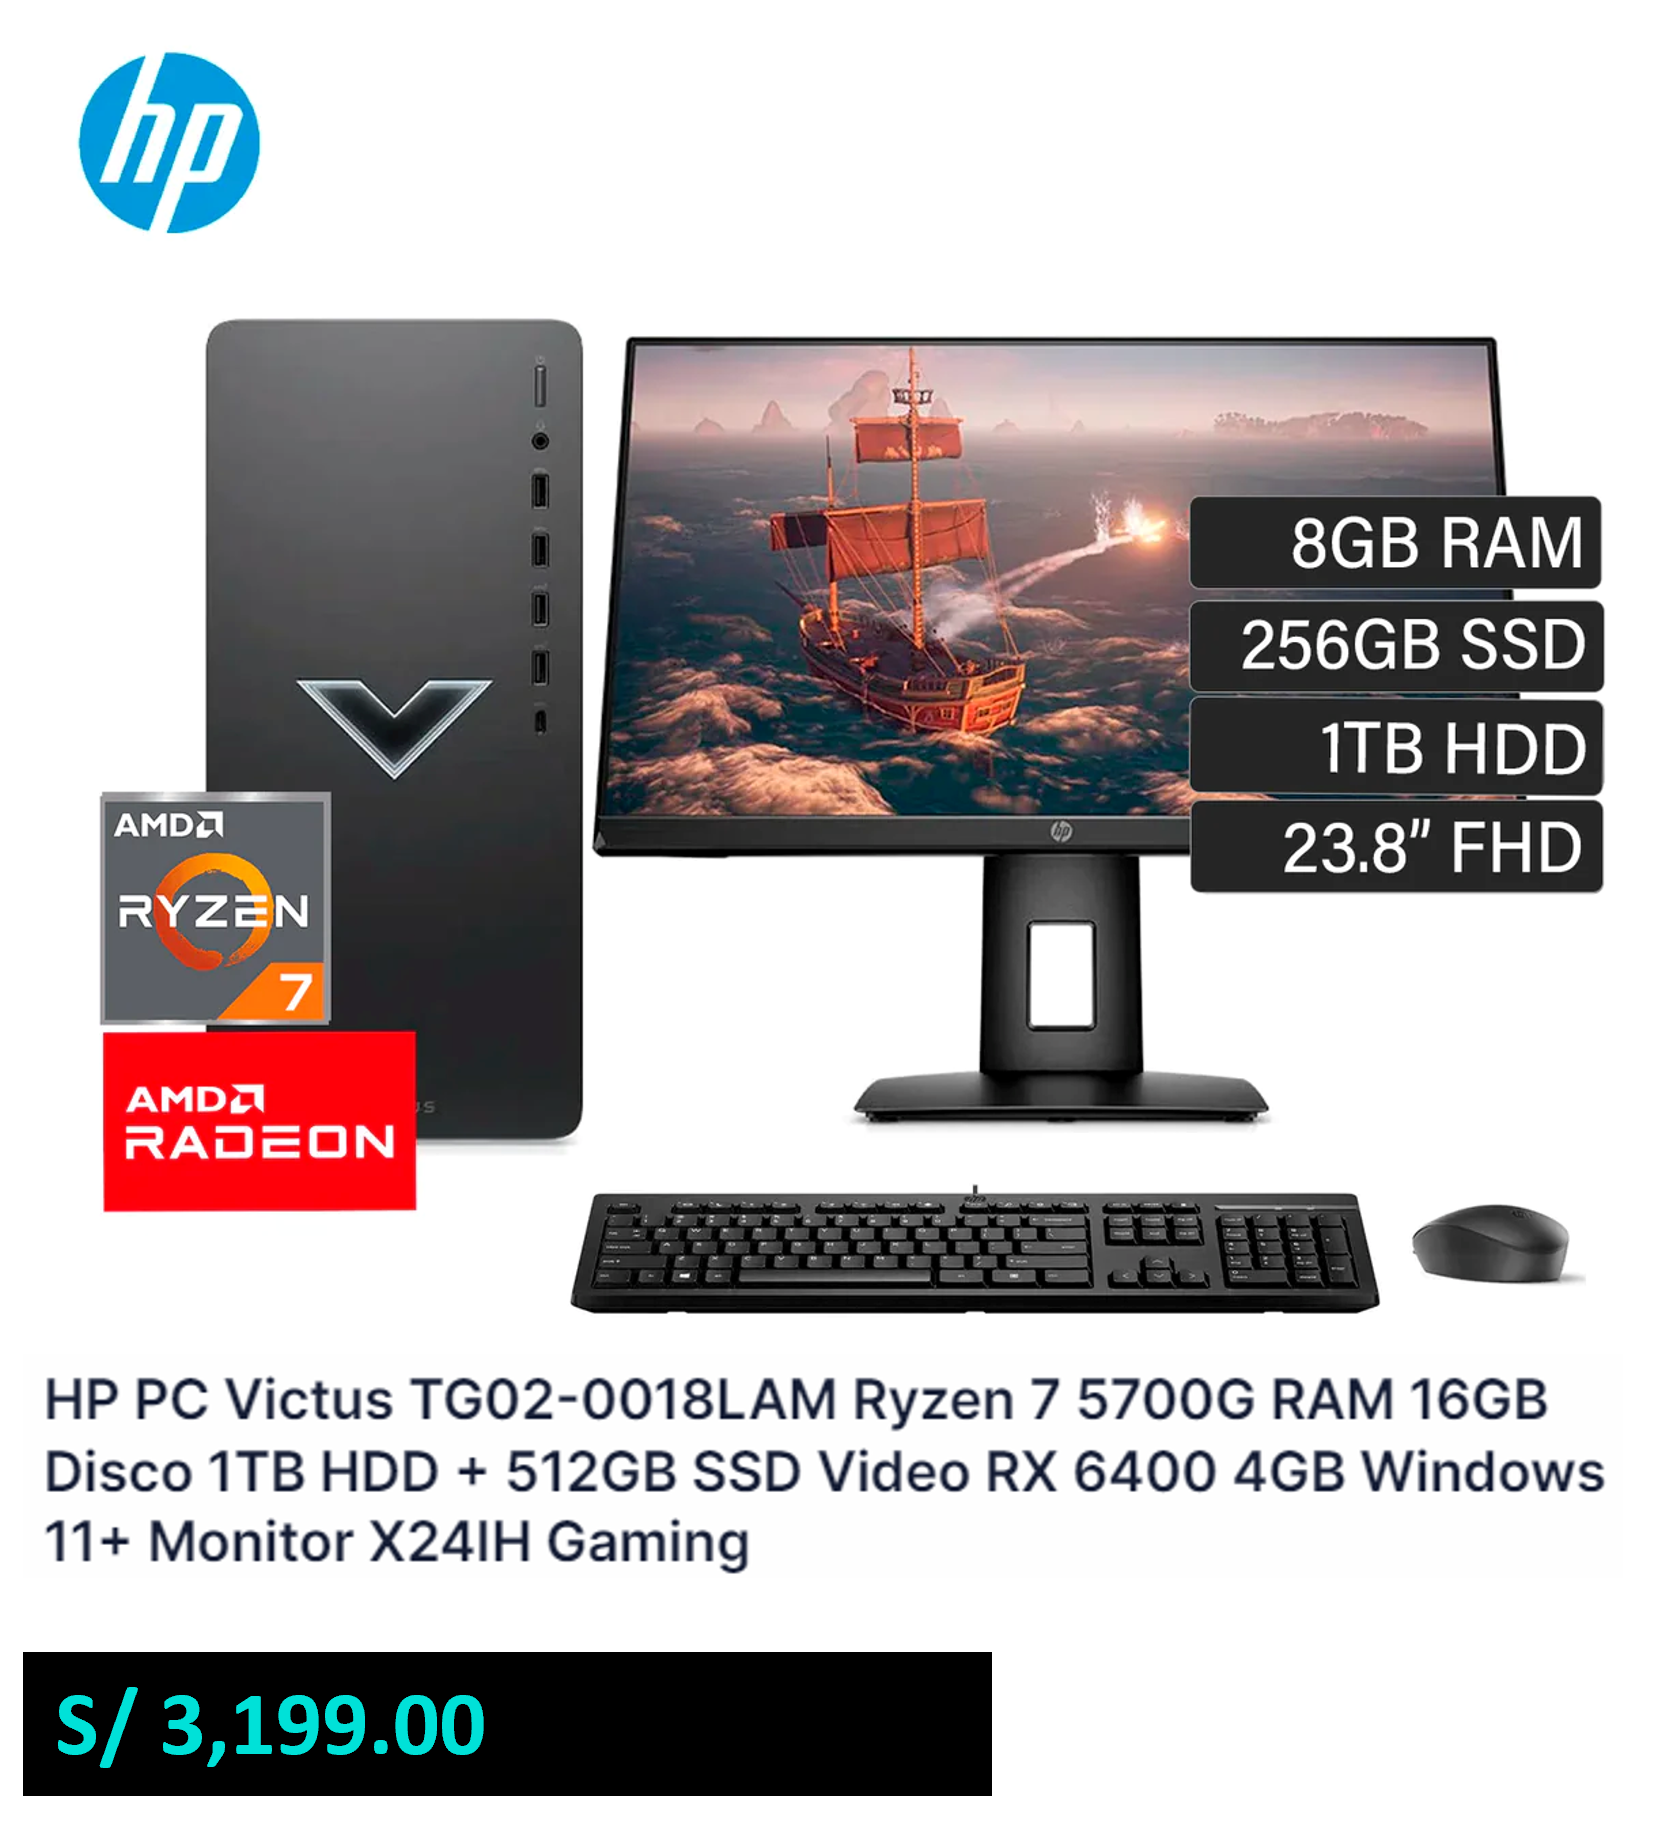 hp
8GB RAM
256GB SSD
1TB HDD
23.8” FHD
hp
AMD
RYZEN
7
AMD
RADEON
HP PC Victus TG02-0018LAM Ryzen 7 5700G RAM 16GB
Disco 1TB HDD + 512GB SSD Video RX 6400 4GB Windows
11+ Monitor X24IH Gaming
S/ 3,199.00